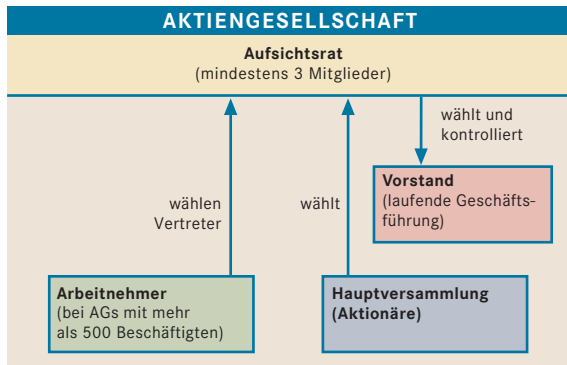 AKTIENGESELLSCHAFT
Aufsichtsrat
(mindestens 3 Mitglieder)
wählt und
kontrolliert
Vorstand
(laufende Geschäfts-
führung)
wählen
Vertreter
wählt
Arbeitnehmer
(bei AGs mit mehr
als 500 Beschäftigten)
Hauptversammlung
(Aktionäre)